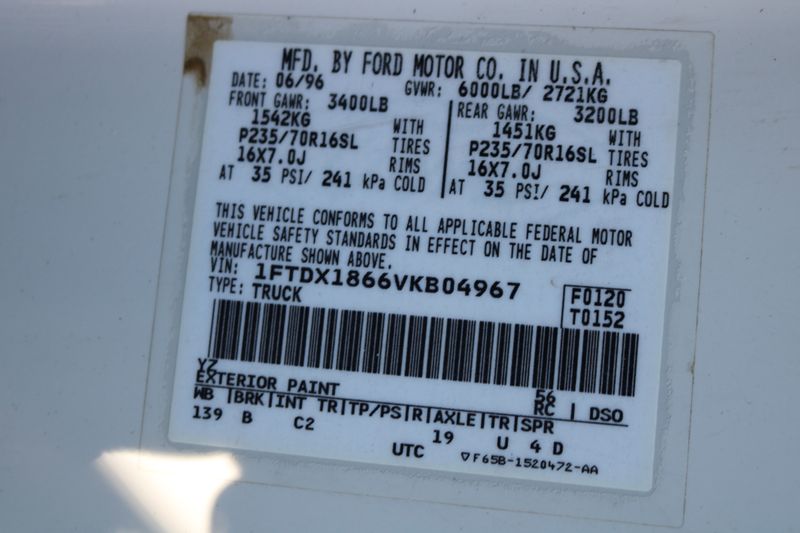 MFD. BY FORD MOTOR CO. IN U.S.A.
DATE: 06/96 GVWR: 6000LB/ 2721KG
FRONT GAWR: 3400LB
1542KG WITH
P235/70R16SL TIRES
16X7.0J RIMS
AT 35 PSI/ 241 kPa COLD
REAR GAWR: 3200LB
1451KG WITH
P235/70R16SL TIRES
16X7.0J RIMS
AT 35 PSI/ 241 kPa COLD
THIS VEHICLE CONFORMS TO ALL APPLICABLE FEDERAL MOTOR
VEHICLE SAFETY STANDARDS IN EFFECT ON THE DATE OF
MANUFACTURE SHOWN ABOVE.
VIN: 1FTDX1866VKB04967
TYPE: TRUCK
F0120
T0152
YZ
EXTERIOR PAINT 56
RC | DSO
WB |BRK|INT TR|TP/PS|R|AXLE|TR|SPR
139 B C2 19 U 4 D
UTC ▽F65B-1520472-AA